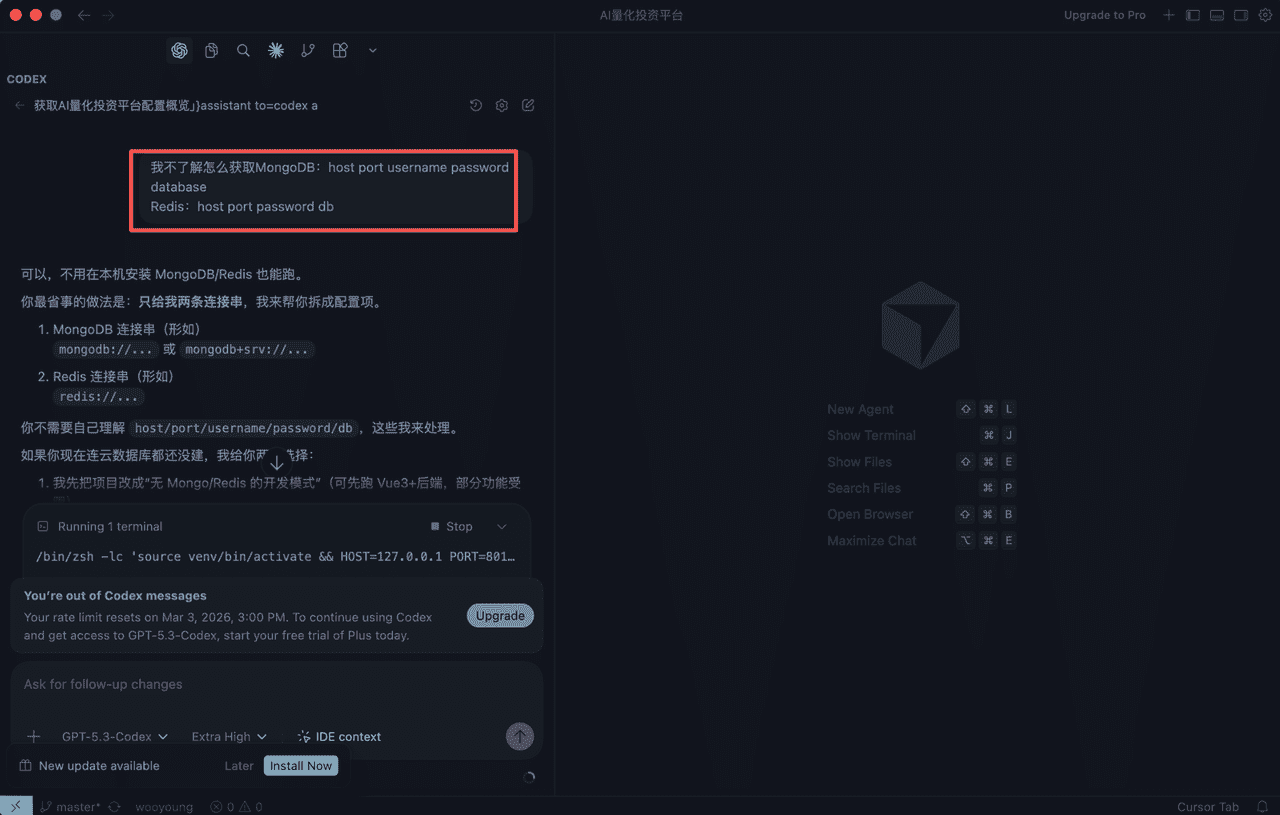 AI量化投资平台
Upgrade to Pro
CODEX
获取AI量化投资平台配置概览」}assistant to=codex a
我不了解怎么获取MongoDB：host port username password
database
Redis：host port password db
可以，不用在本机安装 MongoDB/Redis 也能跑。
你最省事的做法是：只给我两条连接串，我来帮你拆成配置项。
1. MongoDB 连接串（形如）
mongodb://... 或 mongodb+srv://...
2. Redis 连接串（形如）
redis://...
你不需要自己理解 host/port/username/password/db，这些我来处理。
如果你现在连云数据库都还没建，我给你两 选择：
1. 我先把项目改成“无 Mongo/Redis 的开发模式”（可先跑 Vue3+后端，部分功能受
Running 1 terminal
Stop
/bin/zsh -lc 'source venv/bin/activate && HOST=127.0.0.1 PORT=801…
You’re out of Codex messages
Your rate limit resets on Mar 3, 2026, 3:00 PM. To continue using Codex
and get access to GPT-5.3-Codex, start your free trial of Plus today.
Upgrade
Ask for follow-up changes
GPT-5.3-Codex
Extra High
IDE context
New update available
Later
Install Now
New Agent ⇧ ⌘ L
Show Terminal ⌘ J
Show Files ⇧ ⌘ E
Search Files ⌘ P
Open Browser ⇧ ⌘ B
Maximize Chat ⌥ ⌘ E
master*
wooyoung
0
0
Cursor Tab